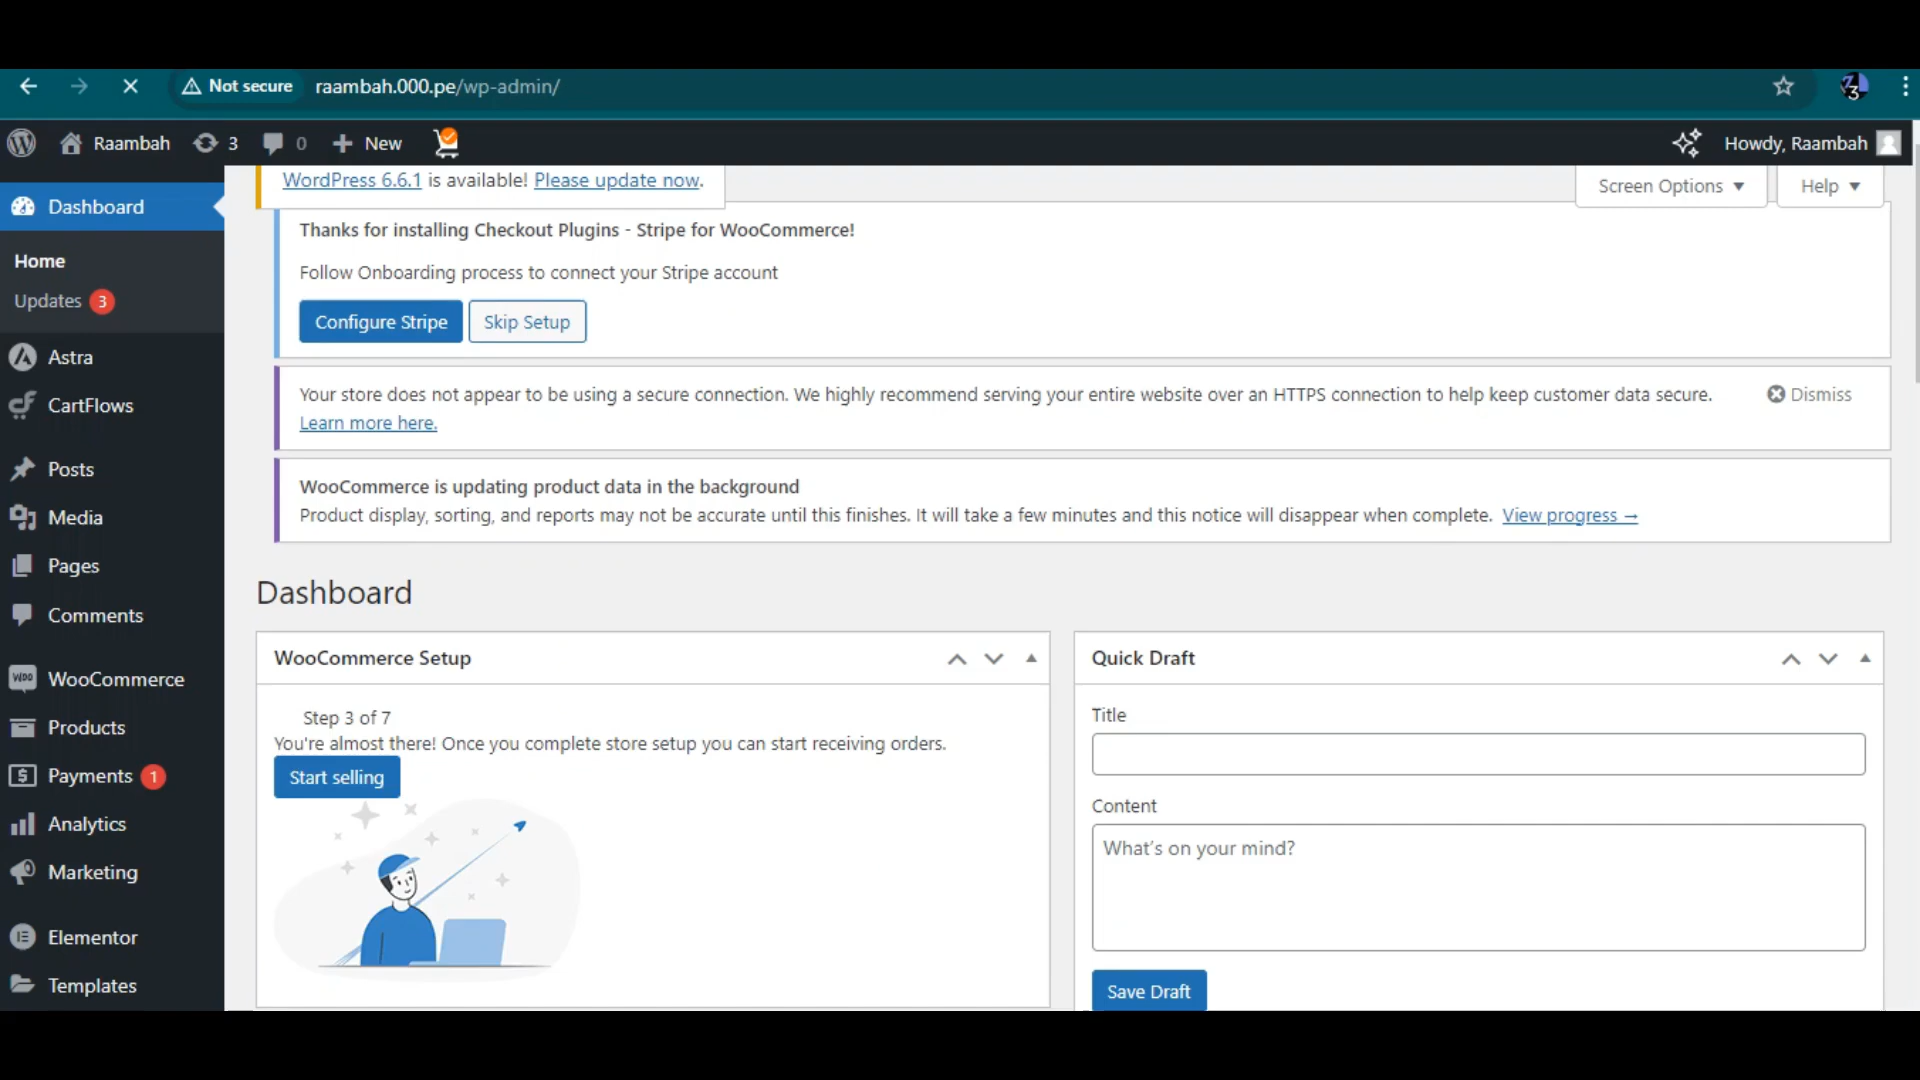 Not secure raambah.000.pe/wp-admin/
Raambah 3 0 New Howdy, Raambah
WordPress 6.6.1 is available! Please update now.
Screen Options ▼ Help ▼
Dashboard
Home
Updates 3
Astra
CartFlows
Posts
Media
Pages
Comments
WooCommerce
Products
Payments 1
Analytics
Marketing
Elementor
Templates
Thanks for installing Checkout Plugins - Stripe for WooCommerce!
Follow Onboarding process to connect your Stripe account
Configure Stripe Skip Setup
Your store does not appear to be using a secure connection. We highly recommend serving your entire website over an HTTPS connection to help keep customer data secure.
Learn more here.
Dismiss
WooCommerce is updating product data in the background
Product display, sorting, and reports may not be accurate until this finishes. It will take a few minutes and this notice will disappear when complete. View progress →
Dashboard
WooCommerce Setup
Step 3 of 7
You're almost there! Once you complete store setup you can start receiving orders.
Start selling
Quick Draft
Title
Content
What's on your mind?
Save Draft